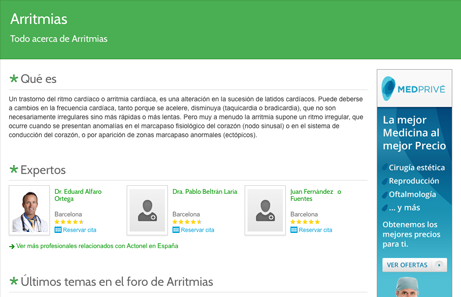 Arritmias
Todo acerca de Arritmias
Qué es
Un trastorno del ritmo cardíaco o arritmia cardíaca, es una alteración en la sucesión de latidos cardíacos. Puede deberse
a cambios en la frecuencia cardíaca, tanto porque se acelere, disminuya (taquicardia o bradicardia), que no son
necesariamente irregulares sino más rápidas o más lentas. Pero muy a menudo la arritmia supone un ritmo irregular, que
ocurre cuando se presentan anomalías en el marcapaso fisiológico del corazón (nodo sinusal) o en el sistema de
conducción del corazón, o por aparición de zonas marcapaso anormales (ectópicos).
Expertos
Dr. Eduard Alfaro
Ortega
Barcelona
Reservar cita
Dra. Pablo Beltrán Laria
Barcelona
Reservar cita
Juan Fernández o
Fuentes
Barcelona
Reservar cita
Ver más profesionales relacionados con Actonel en España
Últimos temas en el foro de Arritmias
MEDPRIVÉ
La mejor
Medicina al
mejor Precio
Cirugía estética
Reproducción
Oftalmología
... y más
Obtenemos los
mejores precios
para ti.
VER OFERTAS